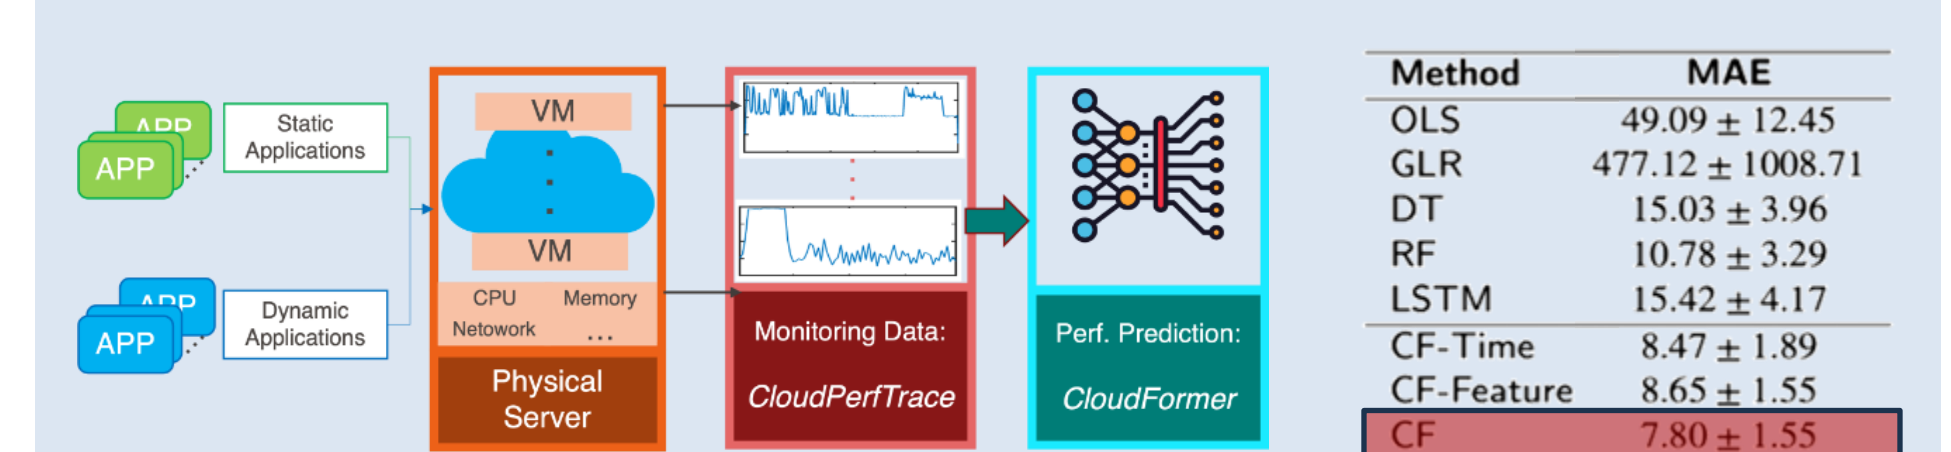 APP
APP
Static
Applications
APP
APP
Dynamic
Applications
VM
VM
CPU Memory
Netowork ...
Physical
Server
Monitoring Data:
CloudPerfTrace
Perf. Prediction:
CloudFormer
Method MAE
OLS 49.09 ± 12.45
GLR 477.12 ± 1008.71
DT 15.03 ± 3.96
RF 10.78 ± 3.29
LSTM 15.42 ± 4.17
CF-Time 8.47 ± 1.89
CF-Feature 8.65 ± 1.55
CF 7.80 ± 1.55